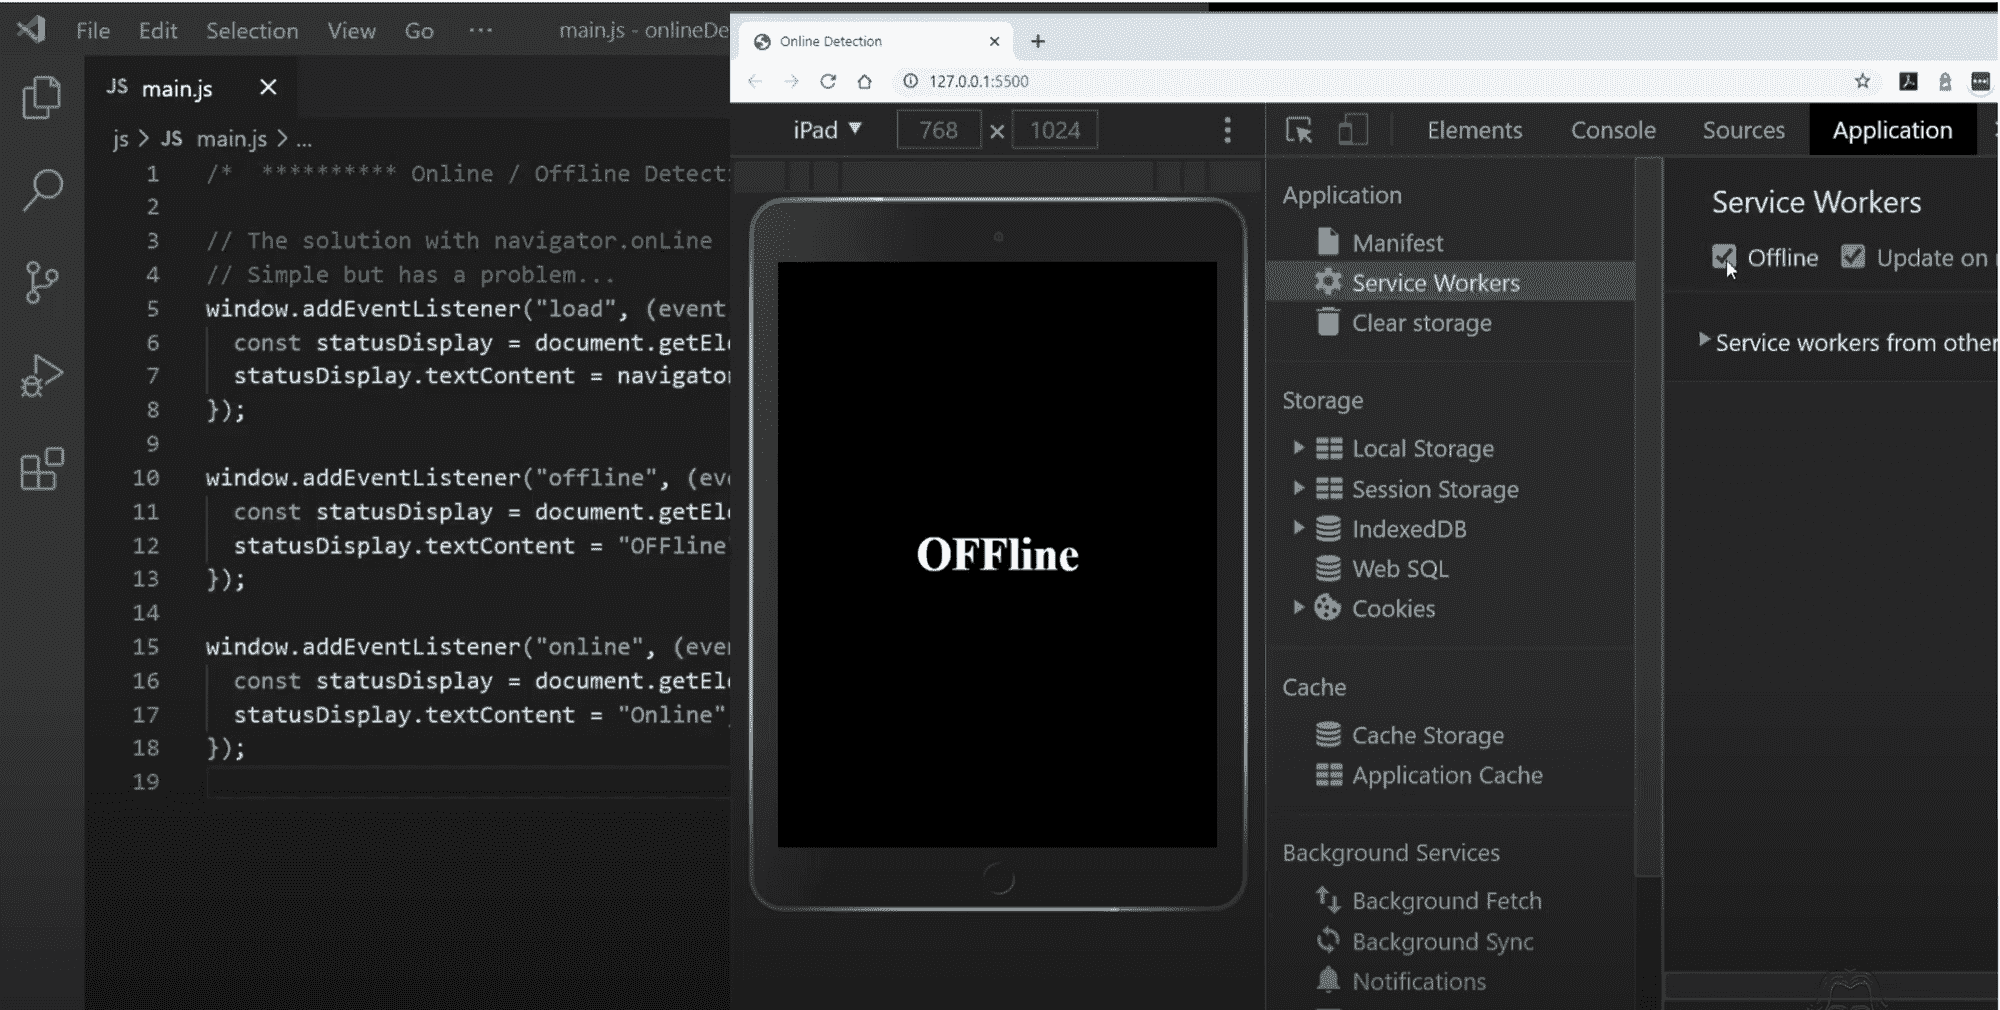 File Edit Selection View Go ... main.js - onlineDe
JS main.js
js > JS main.js > ...
1 /* ********** Online / Offline Detect
2
3 // The solution with navigator.onLine
4 // Simple but has a problem...
5 window.addEventListener("load", (event
6 const statusDisplay = document.getEl
7 statusDisplay.textContent = navigato
8 });
9
10 window.addEventListener("offline", (ev
11 const statusDisplay = document.getEl
12 statusDisplay.textContent = "OFFline
13 });
14
15 window.addEventListener("online", (eve
16 const statusDisplay = document.getEl
17 statusDisplay.textContent = "Online"
18 });
19
Online Detection
127.0.0.1:5500
iPad 768 × 1024
OFFline
Elements Console Sources Application
Application
Manifest
Service Workers
Clear storage
Storage
Local Storage
Session Storage
IndexedDB
Web SQL
Cookies
Cache
Cache Storage
Application Cache
Background Services
Background Fetch
Background Sync
Notifications
Service Workers
Offline Update on
Service workers from other